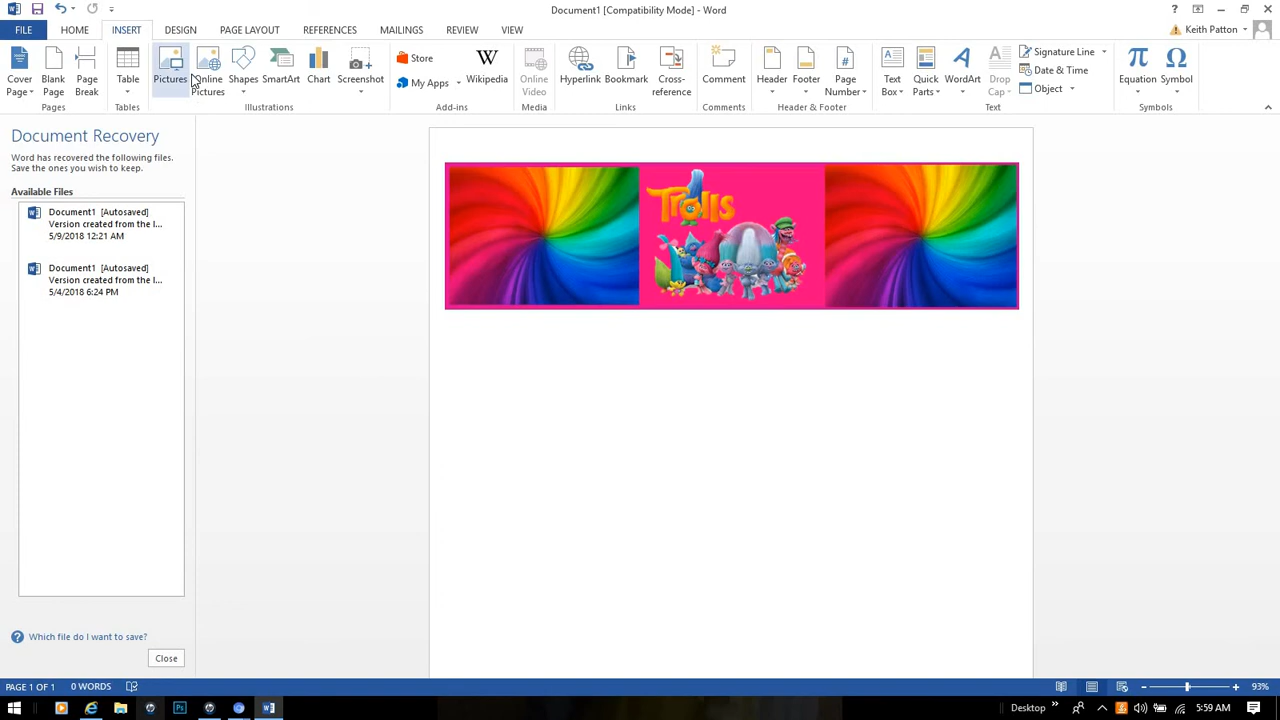 Document1 [Compatibility Mode] - Word
FILE HOME INSERT DESIGN PAGE LAYOUT REFERENCES MAILINGS REVIEW VIEW Keith Patton
Cover Page
Blank Page
Page Break
Pages
Table
Tables
Pictures
Online Pictures
Shapes
SmartArt
Chart
Screenshot
Illustrations
Store
My Apps
Wikipedia
Add-ins
Online Video
Media
Hyperlink
Bookmark
Cross-reference
Links
Comment
Comments
Header
Footer
Page Number
Header & Footer
Text Box
Quick Parts
WordArt
Drop Cap
Signature Line
Date & Time
Object
Text
Equation
Symbol
Symbols
Document Recovery
Word has recovered the following files.
Save the ones you wish to keep.
Available Files
Document1 [Autosaved]
Version created from the l...
5/9/2018 12:21 AM
Document1 [Autosaved]
Version created from the l...
5/4/2018 6:24 PM
Which file do I want to save?
Close
Trolls
PAGE 1 OF 1 0 WORDS 93%
Desktop 5:59 AM